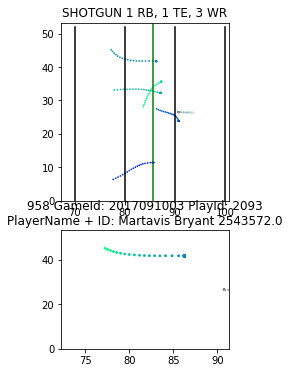 SHOTGUN 1 RB, 1 TE, 3 WR
50
40
30
20
10
0
70 80 90 100
958 GameId: 2017091003 PlayId: 2093
PlayerName + ID: Martavis Bryant 2543572.0
40
20
0
75 80 85 90